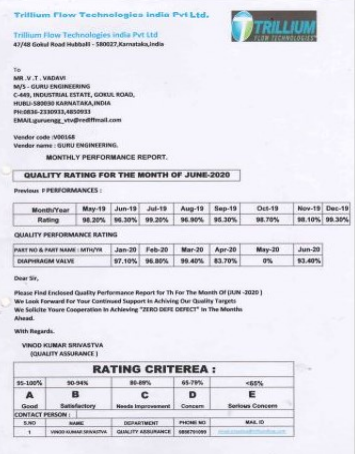 Trillium Flow Technologies india Pvt Ltd.
TRILLIUM
FLOW TECHNOLOGIES
Trillium Flow Technologies india Pvt Ltd
47/48 Gokul Road Hubballi - 580027,Karnataka,india
To
MR .V .T . VADAVI
M/S - GURU ENGINEERING
C-449, INDUSTRIAL ESTATE, GOKUL ROAD,
HUBLI-580030 KARNATAKA,INDIA
PH:0836-2330933,4850933
EMAIL:guruengg_vtv@rediffmail.com
Vendor code :V00168
Vendor name : GURU ENGINEERING.
MONTHLY PERFORMANCE REPORT.
QUALITY RATING FOR THE MONTH OF JUNE-2020
Previous Y PERFORMANCES :
Month/Year May-19 Jun-19 Jul-19 Aug-19 Sep-19 Oct-19 Nov-19 Dec-19
Rating 98.20% 96.30% 99.20% 96.90% 95.30% 98.70% 98.10% 99.30%
QUALITY PERFORMANCE RATING
PART NO & PART NAME : MTH/YR Jan-20 Feb-20 Mar-20 Apr-20 May-20 Jun-20
DIAPHRAGM VALVE 97.10% 96.80% 99.40% 83.70% 0% 93.40%
Dear Sir,
Please Find Enclosed Quality Performance Report for Th For The Month Of (JUN -2020 )
We Look Forward For Your Continued Support In Achiving Our Quality Targets
We Solicite Youre Cooperation In Achieving "ZERO DEFE DEFECT" In The Months
Ahead.
With Regards.
VINOD KUMAR SRIVASTVA
(QUALITY ASSURANCE )
RATING CRITEREA :
95-100% 90-94% 80-89% 65-79% <65%
A B C D E
Good Satisfactory Needs Improvement Concern Serious Concern
CONTACT PERSON :
S.NO NAME DEPARTMENT PHONE NO MAIL ID
1 VINOD KUMAR SRIVASTVA QUALITY ASSURANCE